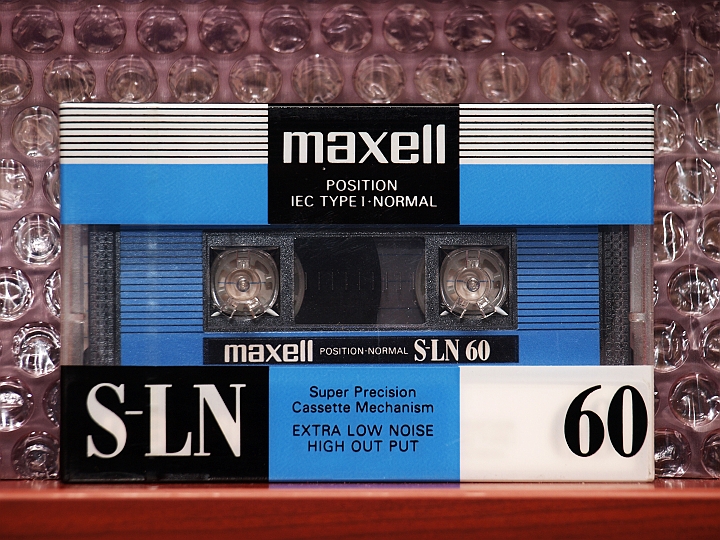 maxell
POSITION
IEC TYPE I·NORMAL
maxell POSITION-NORMAL S-LN 60
S-LN
Super Precision
Cassette Mechanism
EXTRA LOW NOISE
HIGH OUT PUT
60